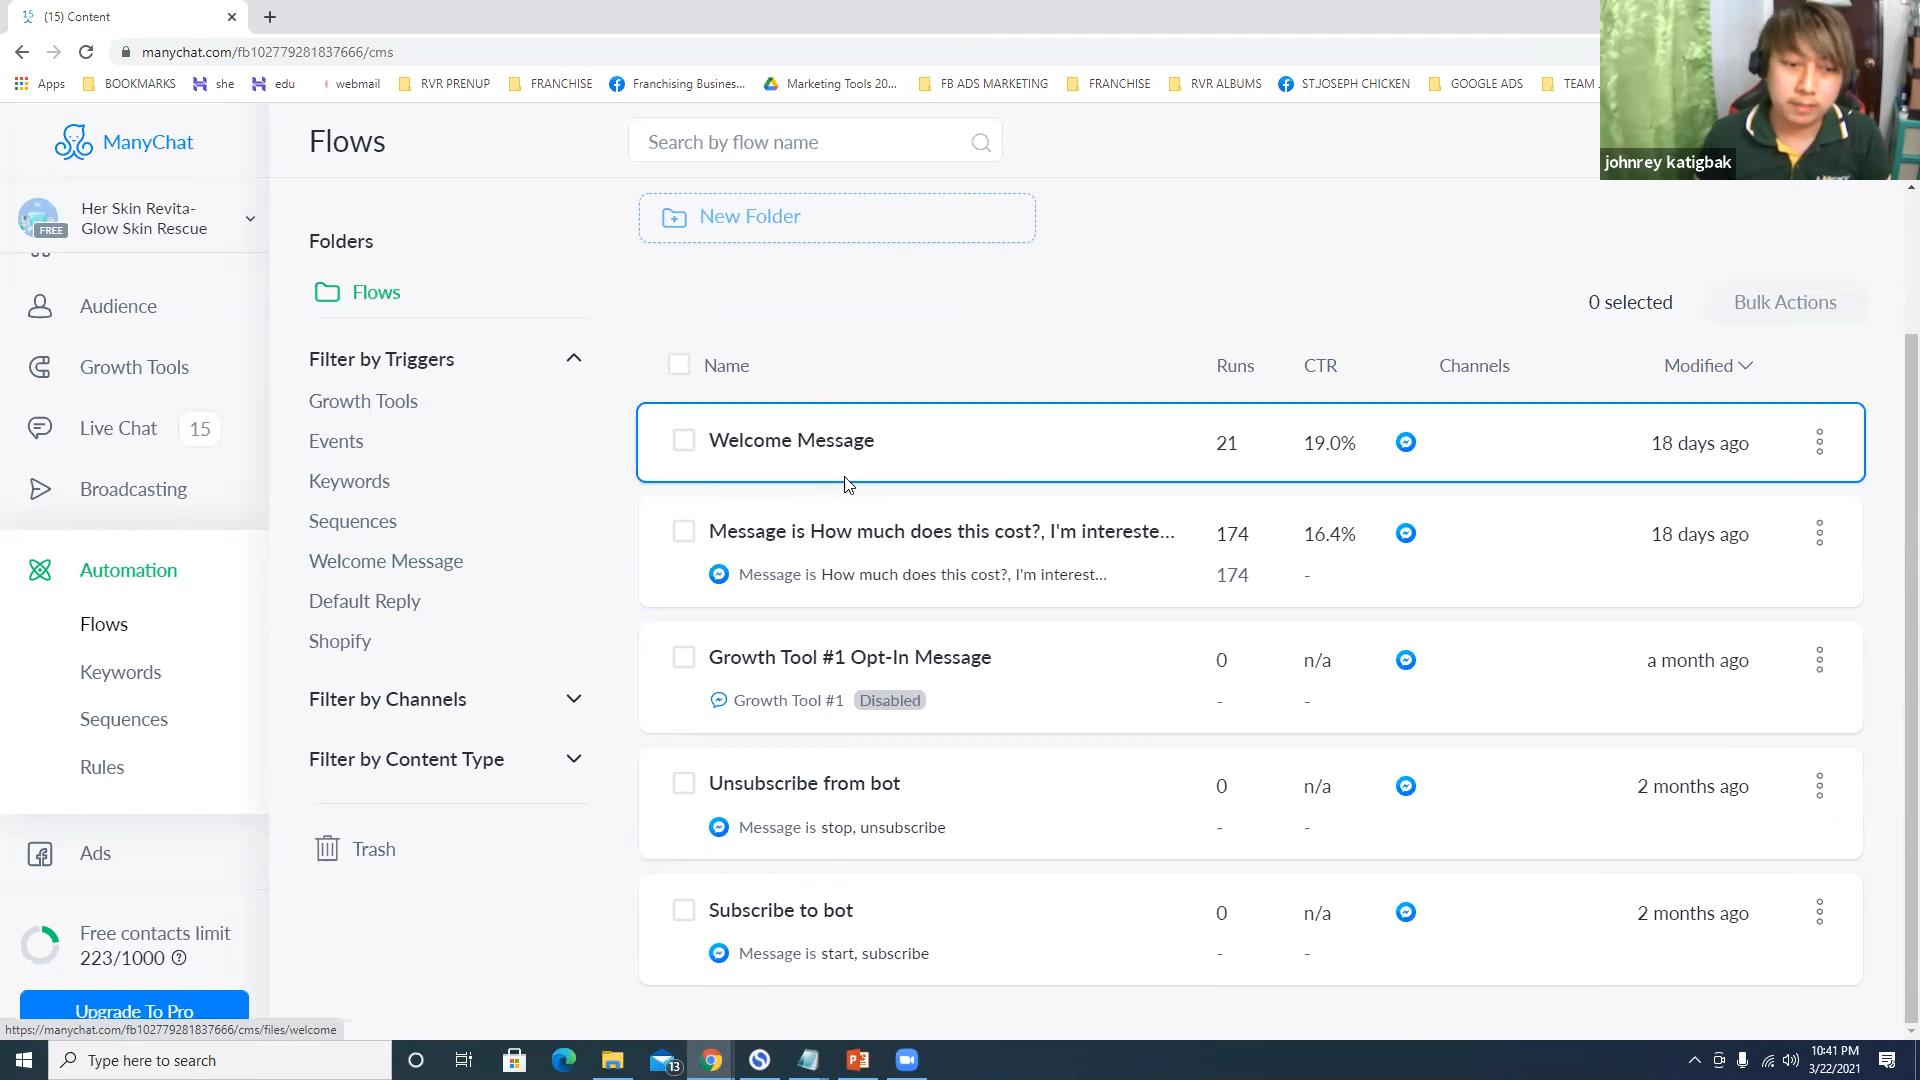 (15) Content
manychat.com/fb102779281837666/cms
Apps BOOKMARKS she edu webmail RVR PRENUP FRANCHISE Franchising Busines... Marketing Tools 20... FB ADS MARKETING FRANCHISE RVR ALBUMS ST.JOSEPH CHICKEN GOOGLE ADS TEAM
johnrey katigbak
ManyChat
Flows
Search by flow name
Her Skin Revita-
Glow Skin Rescue
FREE
Audience
Growth Tools
Live Chat 15
Broadcasting
Automation
Flows
Keywords
Sequences
Rules
Ads
Free contacts limit
223/1000
Upgrade To Pro
Folders
Flows
Filter by Triggers
Growth Tools
Events
Keywords
Sequences
Welcome Message
Default Reply
Shopify
Filter by Channels
Filter by Content Type
Trash
New Folder
0 selected Bulk Actions
Name Runs CTR Channels Modified
Welcome Message 21 19.0% 18 days ago
Message is How much does this cost?, I'm intereste... 174 16.4% 18 days ago
Message is How much does this cost?, I'm interest... 174 -
Growth Tool #1 Opt-In Message 0 n/a a month ago
Growth Tool #1 Disabled - -
Unsubscribe from bot 0 n/a 2 months ago
Message is stop, unsubscribe - -
Subscribe to bot 0 n/a 2 months ago
Message is start, subscribe - -
https://manychat.com/fb102779281837666/cms/files/welcome
Type here to search
13
10:41 PM
3/22/2021